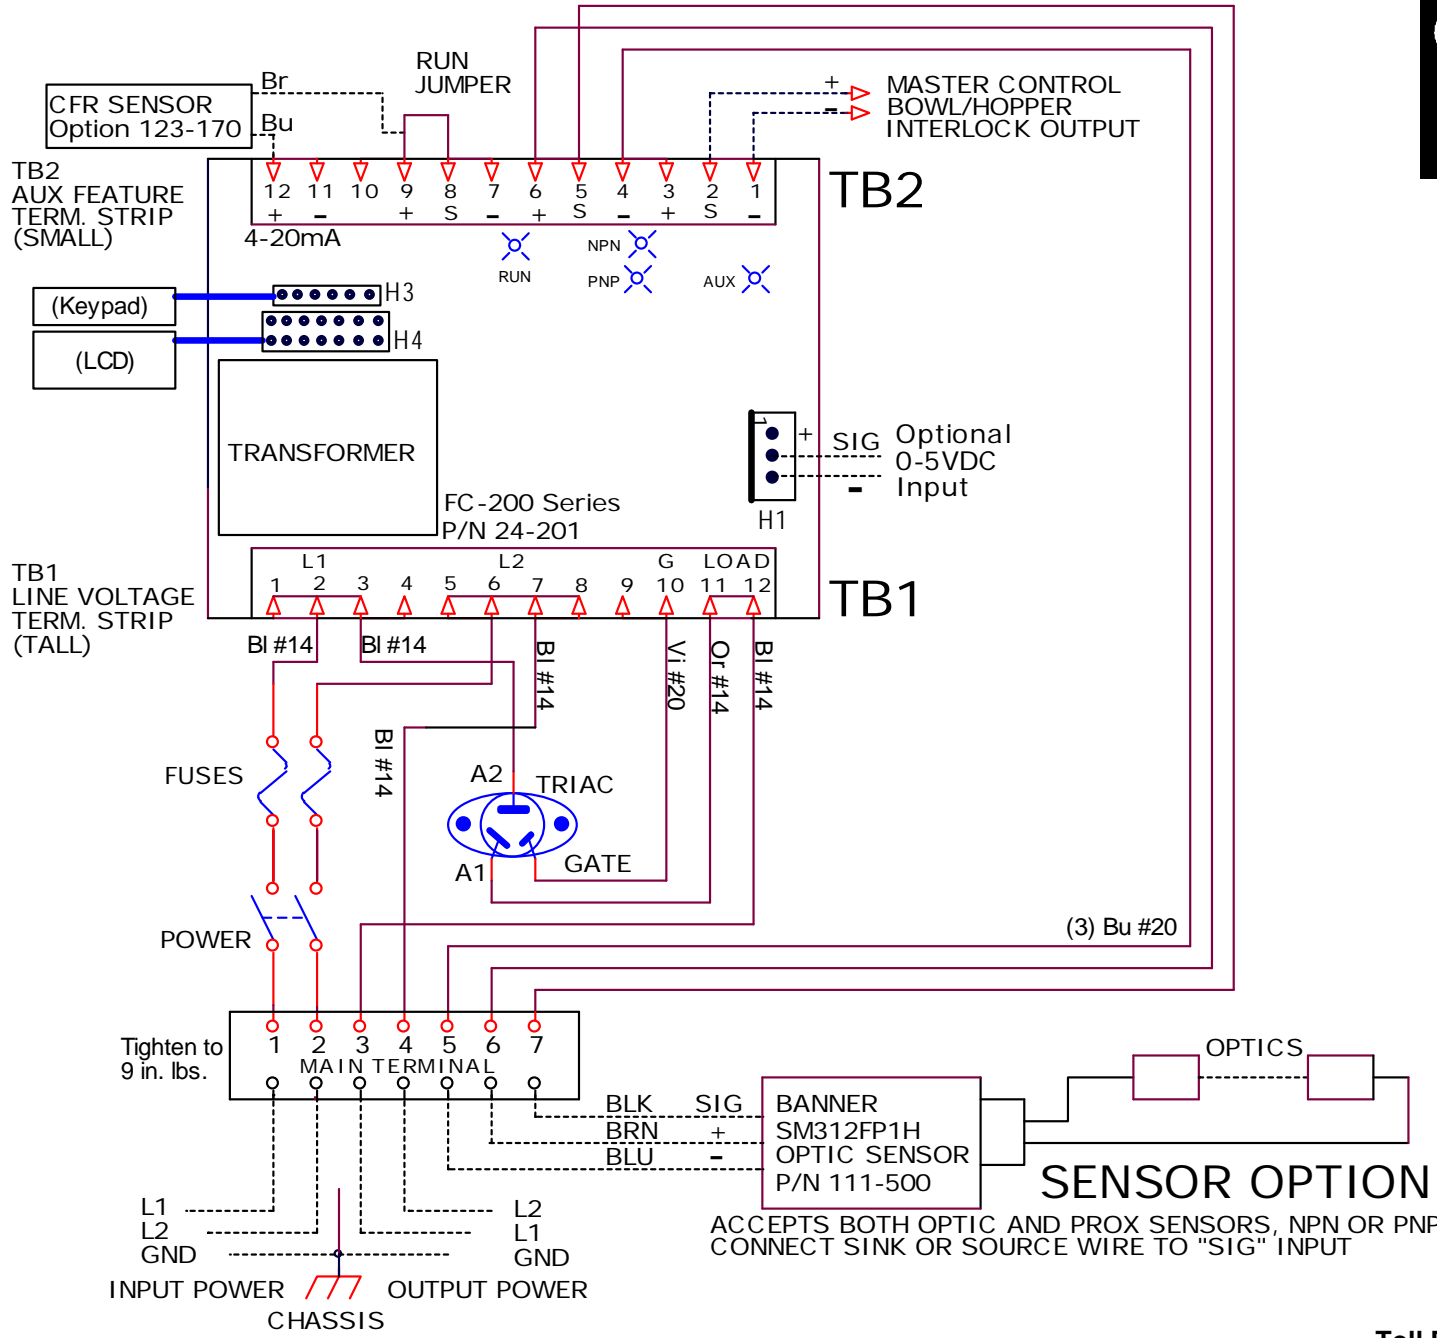 RUN
JUMPER
Br
CFR SENSOR
Option 123-170
Bu
+ MASTER CONTROL
- BOWL/HOPPER
INTERLOCK OUTPUT
TB2
AUX FEATURE
TERM. STRIP
(SMALL)
12 11 10 9 8 7 6 5 4 3 2 1
+ - + S - + S - + S -
TB2
4-20mA
RUN
NPN
PNP
AUX
(Keypad)
H3
(LCD)
H4
TRANSFORMER
1
+
SIG
-
Optional
0-5VDC
Input
H1
FC-200 Series
P/N 24-201
TB1
LINE VOLTAGE
TERM. STRIP
(TALL)
L1 L2 G LOAD
1 2 3 4 5 6 7 8 9 10 11 12
TB1
Bl #14
Bl #14
Bl #14
Vi #20
Or #14
Bl #14
Bl #14
FUSES
A2
TRIAC
A1
GATE
POWER
(3) Bu #20
Tighten to
9 in. lbs.
1 2 3 4 5 6 7
MAIN TERMINAL
OPTICS
BLK SIG
BRN +
BLU -
BANNER
SM312FP1H
OPTIC SENSOR
P/N 111-500
SENSOR OPTION
ACCEPTS BOTH OPTIC AND PROX SENSORS, NPN OR PNP
CONNECT SINK OR SOURCE WIRE TO "SIG" INPUT
L1
L2
GND
L2
L1
GND
INPUT POWER
OUTPUT POWER
CHASSIS